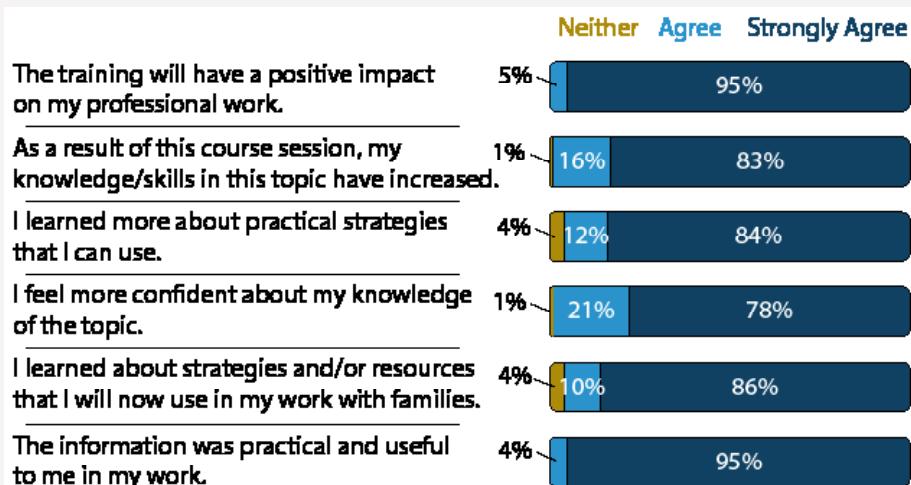 Neither Agree Strongly Agree
The training will have a positive impact
on my professional work.
5% 95%
As a result of this course session, my
knowledge/skills in this topic have increased.
1% 16% 83%
I learned more about practical strategies
that I can use.
4% 12% 84%
I feel more confident about my knowledge
of the topic.
1% 21% 78%
I learned about strategies and/or resources
that I will now use in my work with families.
4% 10% 86%
The information was practical and useful
to me in my work.
4% 95%